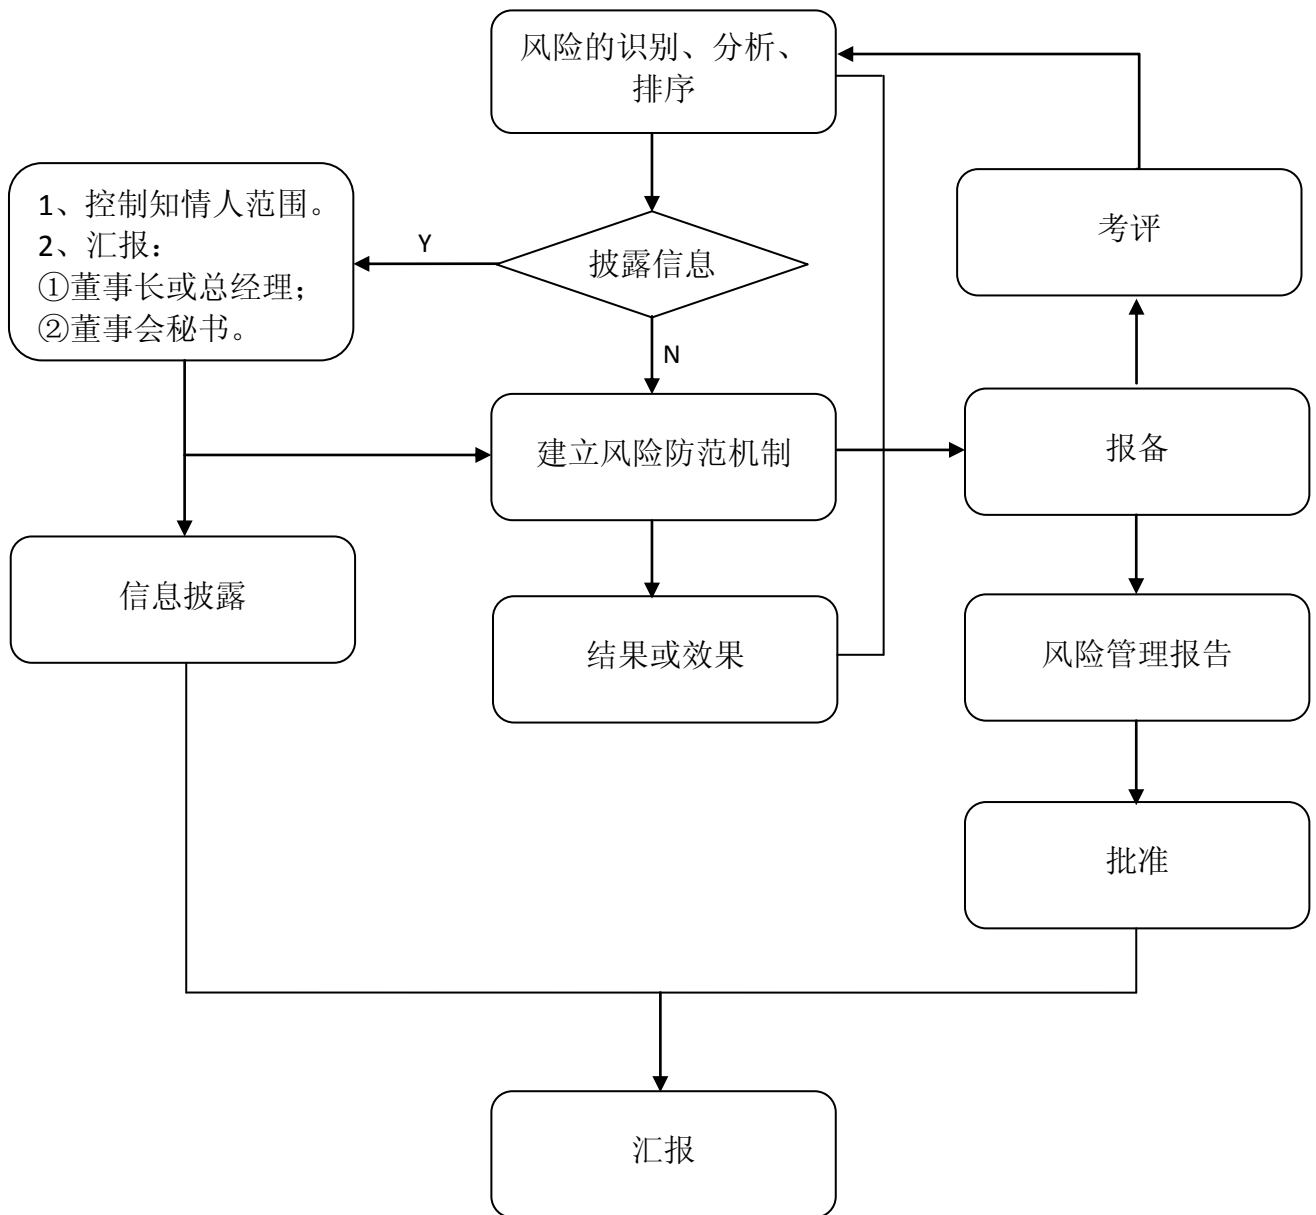 风险的识别、分析、
排序
1、控制知情人范围。
2、汇报：
①董事长或总经理；
②董事会秘书。
Y
披露信息
考评
N
建立风险防范机制
报备
信息披露
结果或效果
风险管理报告
批准
汇报